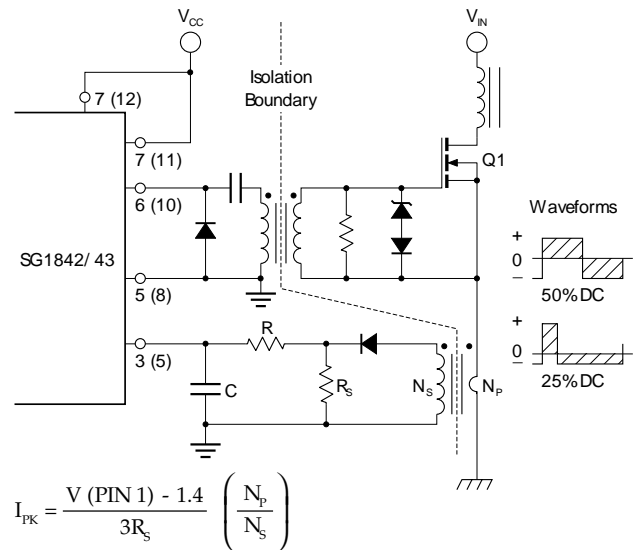 V_CC
V_IN
Isolation
Boundary
7 (12)
7 (11)
Q1
6 (10)
Waveforms
SG1842/ 43
+
0
–
50% DC
5 (8)
3 (5)
R
+
0
–
C
R_S
N_S
N_P
25% DC
I_PK = V (PIN 1) - 1.4 / 3R_S ( N_P / N_S )